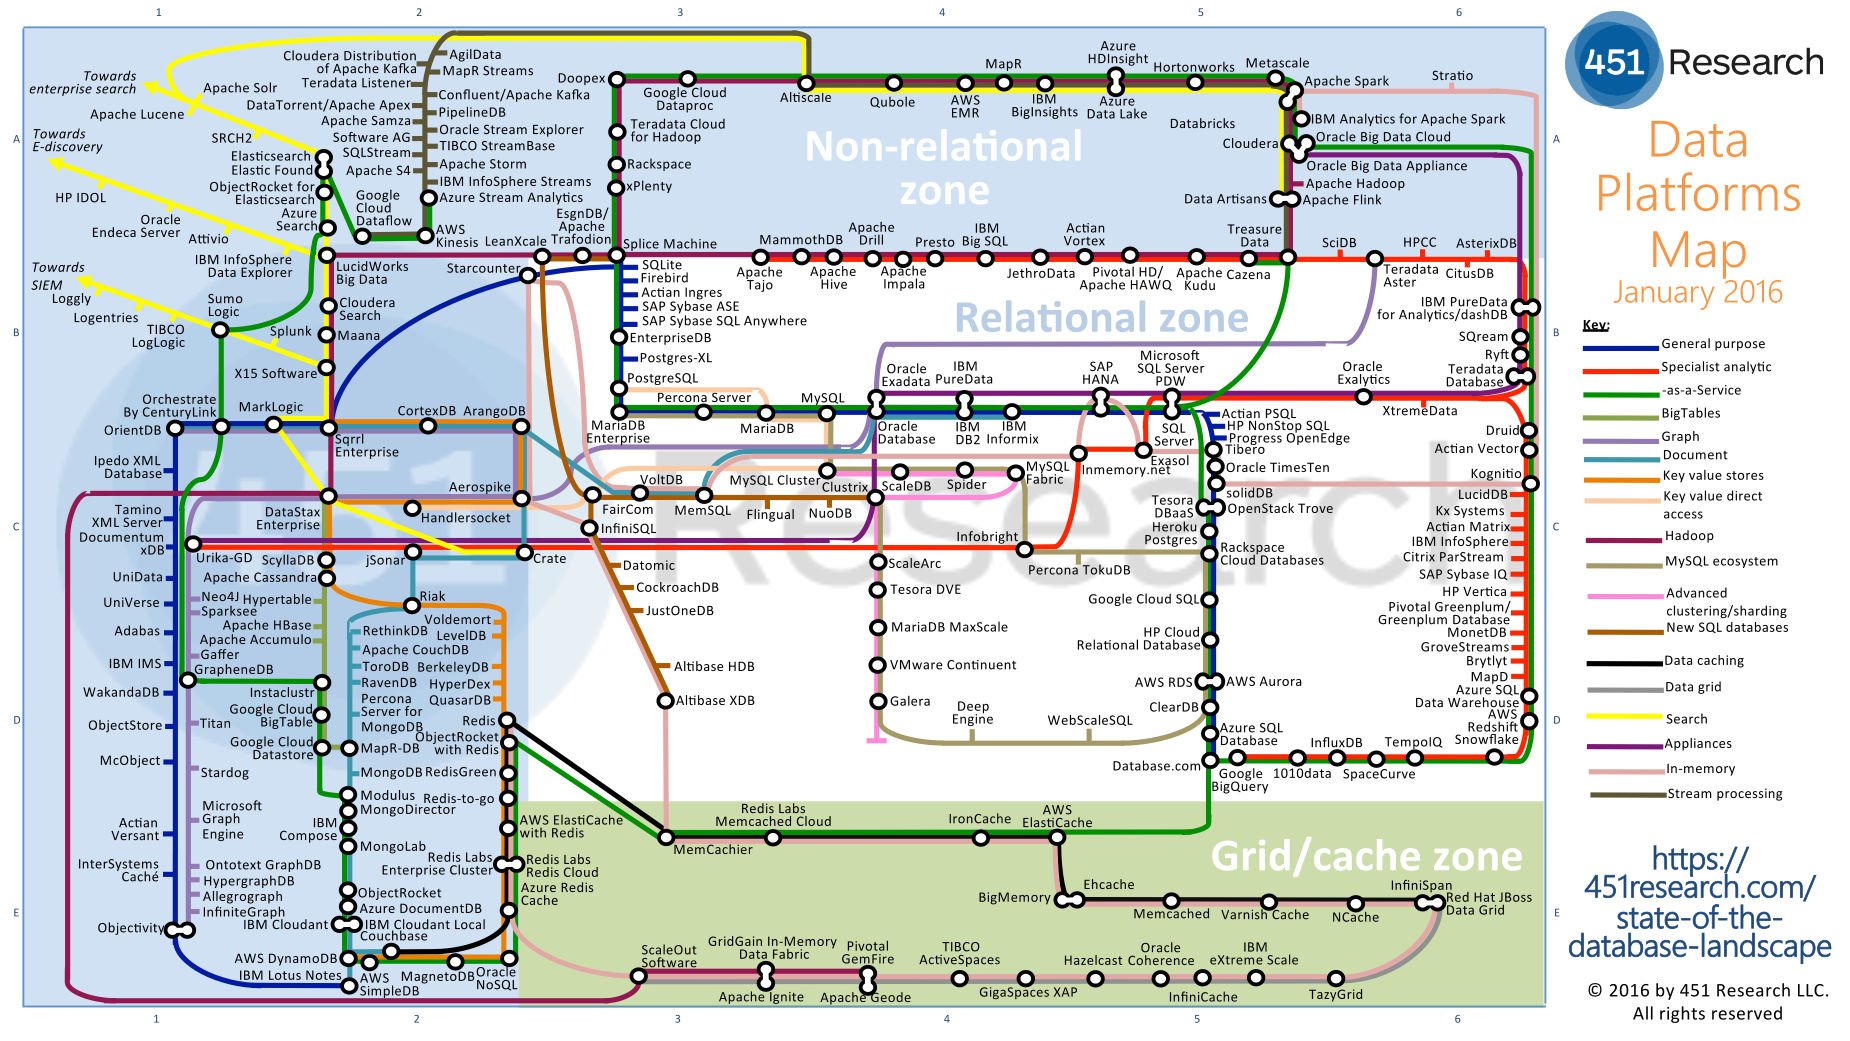 1 2 3 4 5 6
451 Research
Data
Platforms
Map
January 2016
Key:
General purpose
Specialist analytic
-as-a-Service
BigTables
Graph
Document
Key value stores
Key value direct
access
Hadoop
MySQL ecosystem
Advanced
clustering/sharding
New SQL databases
Data caching
Data grid
Search
Appliances
In-memory
Stream processing
https://
451research.com/
state-of-the-
database-landscape
© 2016 by 451 Research LLC.
All rights reserved
A
B
C
D
E
Non-relational
zone
Relational zone
Grid/cache zone
451 Research
Towards
enterprise search
Apache Solr
Apache Lucene
SRCH2
Towards
E-discovery
HP IDOL
Oracle
Endeca Server
Attivio
IBM InfoSphere
Data Explorer
Towards
SIEM
Loggly
Logentries
TIBCO
LogLogic
Sumo
Logic
Splunk
X15 Software
Elasticsearch
Elastic Found
ObjectRocket for
Elasticsearch
Azure
Search
LucidWorks
Big Data
Cloudera
Search
Maana
Cloudera Distribution
of Apache Kafka
Teradata Listener
DataTorrent/Apache Apex
Apache Samza
Software AG
SQLStream
Apache S4
Google
Cloud
Dataflow
AgilData
MapR Streams
Confluent/Apache Kafka
PipelineDB
Oracle Stream Explorer
TIBCO StreamBase
Apache Storm
IBM InfoSphere Streams
Azure Stream Analytics
AWS
Kinesis
LeanXcale
Starcounter
EsgnDB/
Apache
Trafodion
Splice Machine
Doopex
Google Cloud
Dataproc
Teradata Cloud
for Hadoop
Rackspace
xPlenty
Altiscale
Qubole
AWS
EMR
MapR
IBM
BigInsights
Azure
HDInsight
Azure
Data Lake
Hortonworks
Metascale
Apache Spark
Stratio
IBM Analytics for Apache Spark
Databricks
Oracle Big Data Cloud
Cloudera
Oracle Big Data Appliance
Apache Hadoop
Data Artisans
Apache Flink
Apache
Tajo
MammothDB
Apache
Hive
Apache
Drill
Apache
Impala
Presto
IBM
Big SQL
JethroData
Actian
Vortex
Pivotal HD/
Apache HAWQ
Apache
Kudu
Treasure
Data
Cazena
SciDB
Teradata
Aster
HPCC
CitusDB
AsterixDB
IBM PureData
for Analytics/dashDB
SQream
Ryft
Teradata
Database
SQLite
Firebird
Actian Ingres
SAP Sybase ASE
SAP Sybase SQL Anywhere
EnterpriseDB
Postgres-XL
PostgreSQL
MariaDB
Enterprise
Percona Server
MariaDB
MySQL
Oracle
Exadata
Oracle
Database
IBM
PureData
IBM
DB2
IBM
Informix
SAP
HANA
Microsoft
SQL Server
PDW
SQL
Server
Oracle
Exalytics
XtremeData
Actian PSQL
HP NonStop SQL
Progress OpenEdge
Tibero
Oracle TimesTen
solidDB
Tesora
DBaaS
OpenStack Trove
Heroku
Postgres
Rackspace
Cloud Databases
Google Cloud SQL
HP Cloud
Relational Database
AWS RDS
AWS Aurora
ClearDB
Azure SQL
Database
Database.com
Google
BigQuery
1010data
InfluxDB
SpaceCurve
TempoIQ
Snowflake
AWS
Redshift
Azure SQL
Data Warehouse
Druid
Actian Vector
Kognitio
LucidDB
Kx Systems
Actian Matrix
IBM InfoSphere
Citrix ParStream
SAP Sybase IQ
HP Vertica
Pivotal Greenplum/
Greenplum Database
MonetDB
GroveStreams
Brytlyt
MapD
Inmemory.net
Exasol
Infobright
Percona TokuDB
MySQL
Fabric
Spider
ScaleDB
MySQL Cluster
Clustrix
NuoDB
Flingual
MemSQL
VoltDB
FairCom
InfiniSQL
Datomic
CockroachDB
JustOneDB
Altibase HDB
Altibase XDB
ScaleArc
Tesora DVE
MariaDB MaxScale
VMware Continuent
Galera
Deep
Engine
WebScaleSQL
Orchestrate
By CenturyLink
OrientDB
MarkLogic
Sqrrl
Enterprise
CortexDB
ArangoDB
Ipedo XML
Database
Tamino
XML Server
Documentum
xDB
UniData
UniVerse
Adabas
IBM IMS
WakandaDB
ObjectStore
McObject
Actian
Versant
InterSystems
Caché
Objectivity
DataStax
Enterprise
Aerospike
Handlersocket
Urika-GD
ScyllaDB
jSonar
Crate
Apache Cassandra
Neo4J
Sparksee
Hypertable
Apache HBase
Apache Accumulo
Gaffer
GrapheneDB
Riak
Instaclustr
Google Cloud
BigTable
Google Cloud
Datastore
Titan
Stardog
Microsoft
Graph
Engine
Ontotext GraphDB
HypergraphDB
Allegrograph
InfiniteGraph
RethinkDB
Apache CouchDB
ToroDB
RavenDB
Percona
Server for
MongoDB
MapR-DB
MongoDB
Modulus
MongoDirector
IBM
Compose
MongoLab
ObjectRocket
Azure DocumentDB
IBM Cloudant
IBM Cloudant Local
Couchbase
AWS DynamoDB
IBM Lotus Notes
AWS
SimpleDB
MagnetoDB
Oracle
NoSQL
Voldemort
LevelDB
BerkeleyDB
HyperDex
QuasarDB
Redis
ObjectRocket
with Redis
RedisGreen
Redis-to-go
AWS ElastiCache
with Redis
Redis Labs
Enterprise Cluster
Redis Labs
Redis Cloud
Azure Redis
Cache
MemCachier
Redis Labs
Memcached Cloud
IronCache
AWS
ElastiCache
BigMemory
Ehcache
Memcached
Varnish Cache
NCache
InfiniSpan
Red Hat JBoss
Data Grid
ScaleOut
Software
GridGain In-Memory
Data Fabric
Apache Ignite
Pivotal
GemFire
Apache Geode
TIBCO
ActiveSpaces
GigaSpaces XAP
Hazelcast
Oracle
Coherence
InfiniCache
IBM
eXtreme Scale
TazyGrid
A
B
C
D
E
1 2 3 4 5 6